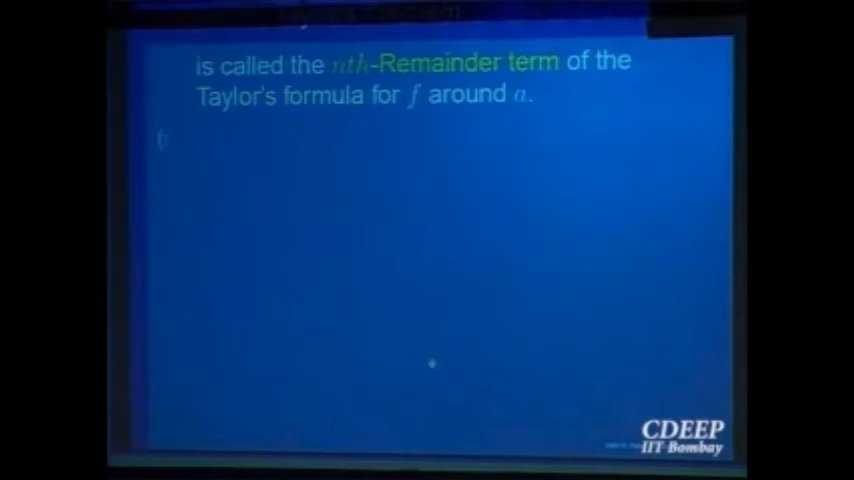 is called the nth-Remainder term of the
Taylor's formula for f around a.
(
CDEEP
IIT Bombay